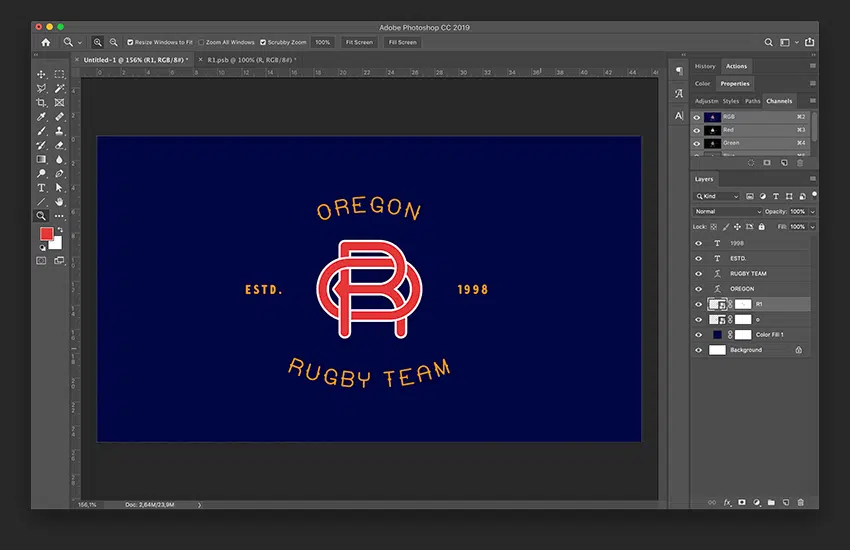 Adobe Photoshop CC 2019
Resize Windows to Fit Zoom All Windows Scrubby Zoom 100% Fit Screen Fill Screen
× Untitled-1 @ 156% (R1, RGB/8#) * × R1.psb @ 100% (R, RGB/8#) *
History Actions
Color Properties
Adjustm Styles Paths Channels
RGB ⌘2
Red ⌘3
Green ⌘4
Layers
Kind
Normal Opacity: 100%
Lock: Fill: 100%
1998
ESTD.
RUGBY TEAM
OREGON
R1
o
Color Fill 1
Background
OREGON
ESTD. 1998
RUGBY TEAM
156,1% Doc: 2,64M/23,9M